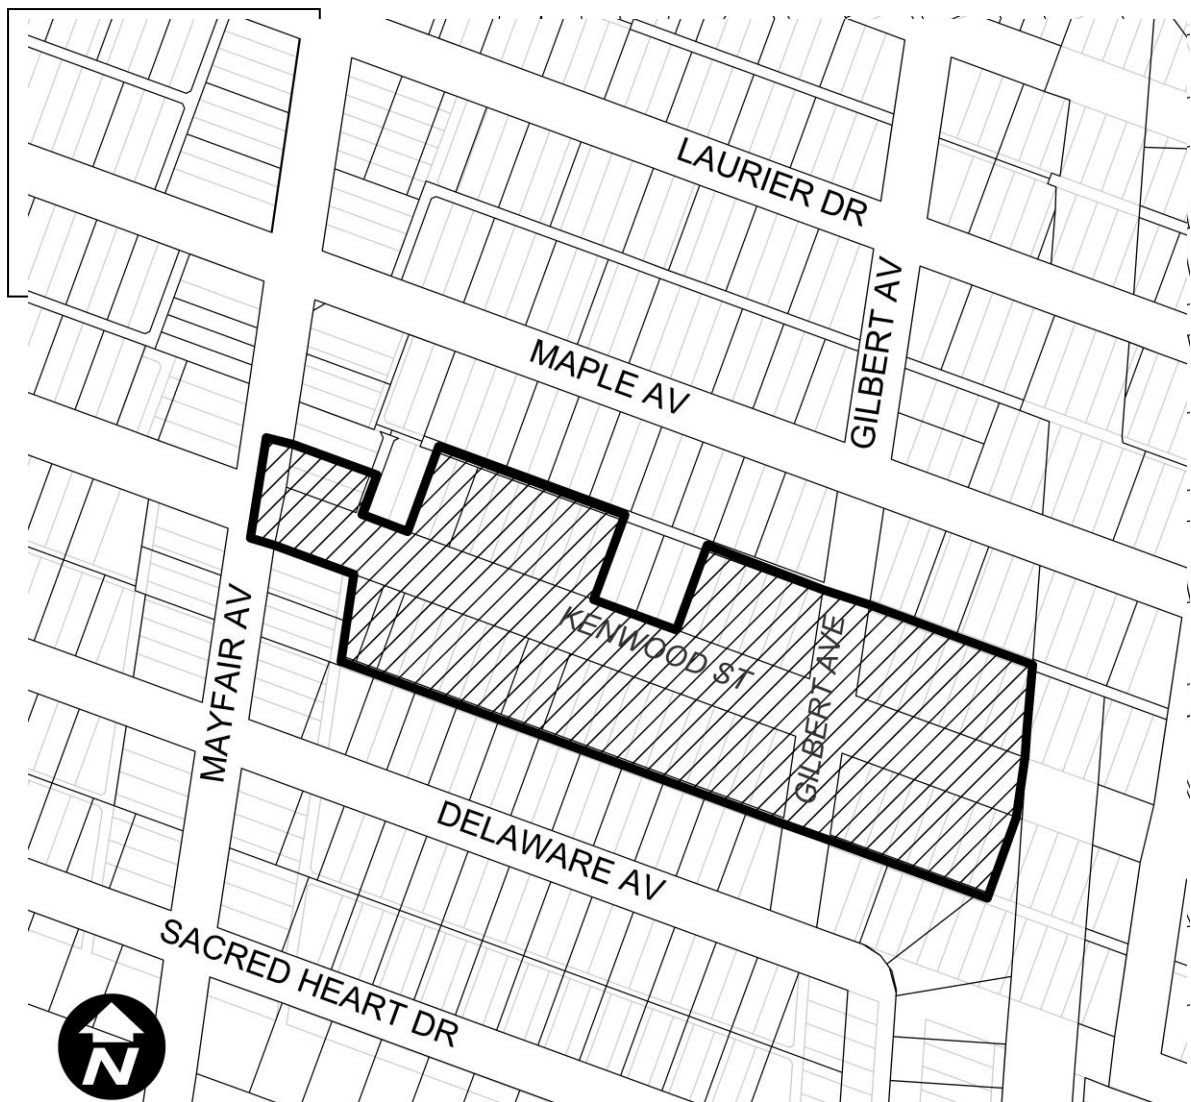 LAURIER DR
GILBERT AV
MAPLE AV
KENWOOD ST
GILBERT AVE
MAYFAIR AV
DELAWARE AV
SACRED HEART DR
N